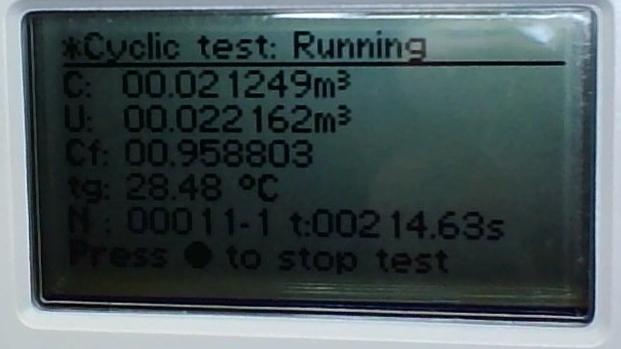 *Cyclic test: Running
C: 00.021249m³
U: 00.022162m³
Cf: 00.958803
tg: 28.48 °C
N : 00011-1 t:00214.63s
Press ● to stop test